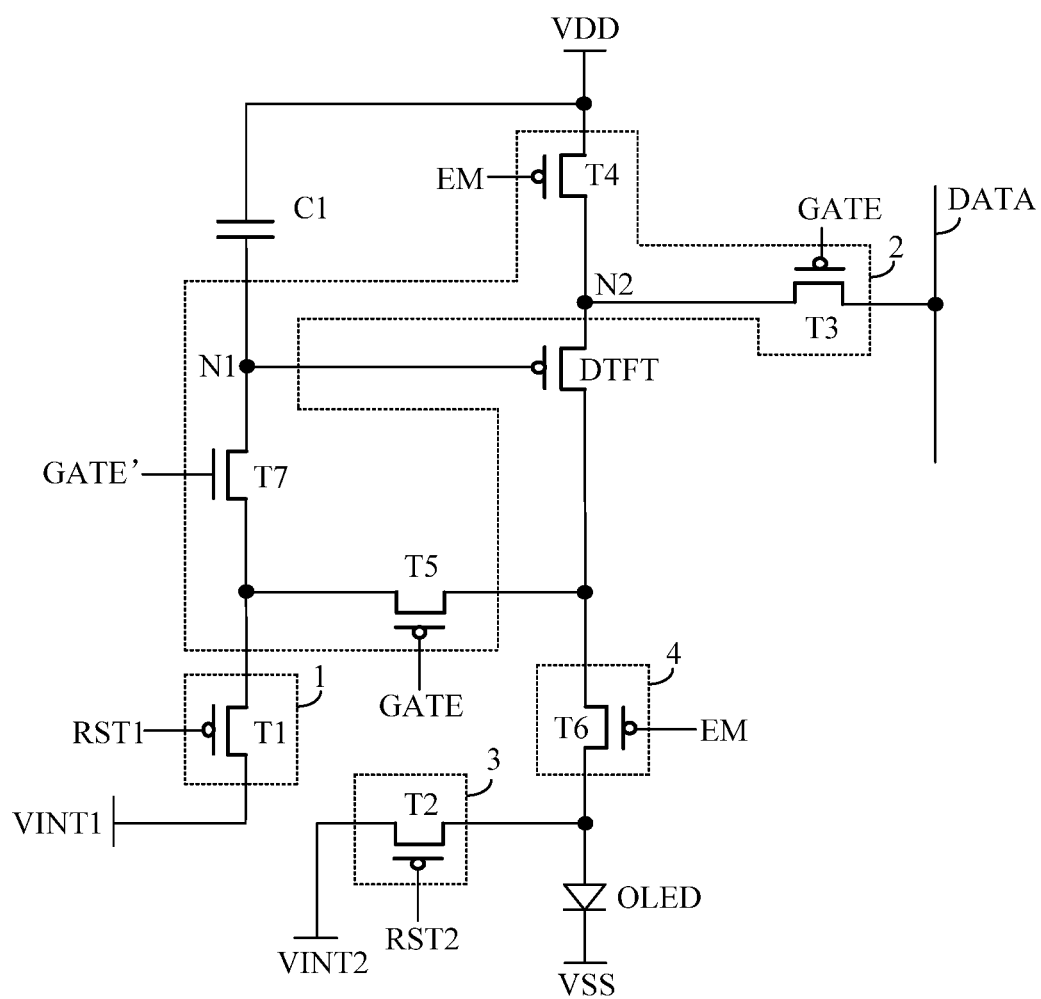 VDD
C1
EM
T4
GATE
DATA
2
N2
T3
N1
DTFT
GATE’
T7
T5
GATE
1
4
RST1
T1
T6
EM
3
T2
VINT1
OLED
RST2
VINT2
VSS